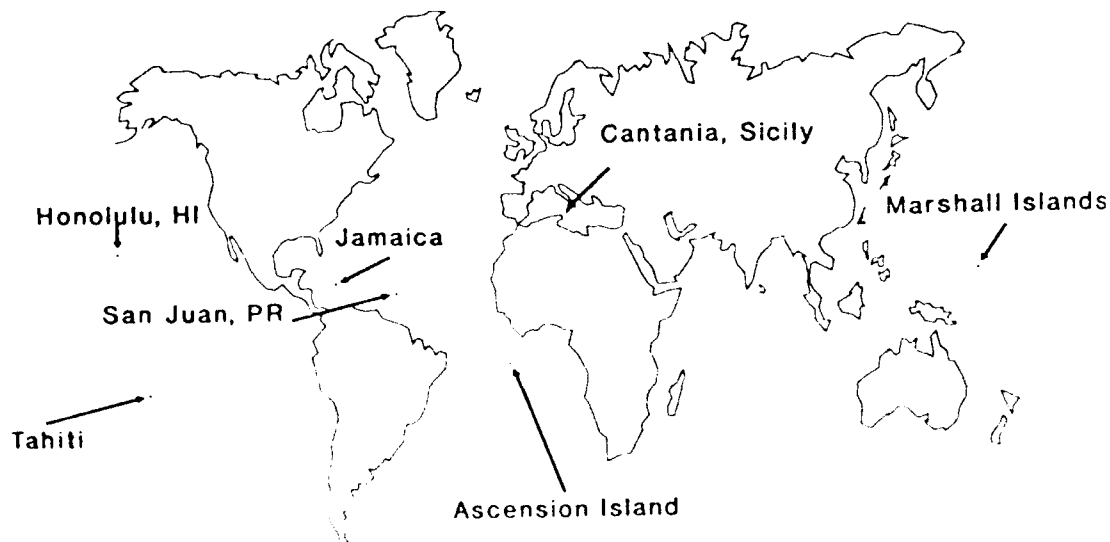 Cantania, Sicily
Honolulu, HI
Marshall Islands
Jamaica
San Juan, PR
Tahiti
Ascension Island